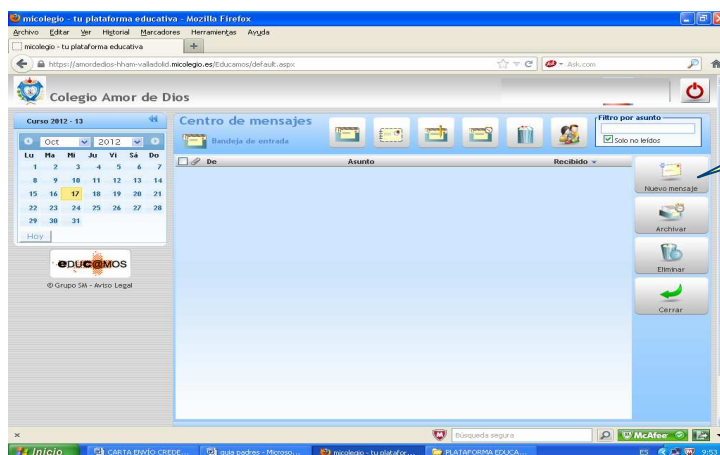 micolegio - tu plataforma educativa - Mozilla Firefox
Archivo Editar Ver Historial Marcadores Herramientas Ayuda
micolegio - tu plataforma educativa
https://amordedios-hham-valladolid.micolegio.es/Educamos/default.aspx
Ask.com
Colegio Amor de Dios
Curso 2012 - 13
Oct 2012
Lu Ma Mi Ju Vi Sá Do
1 2 3 4 5 6 7
8 9 10 11 12 13 14
15 16 17 18 19 20 21
22 23 24 25 26 27 28
29 30 31
Hoy
educ@mos
© Grupo SM - Aviso Legal
Centro de mensajes
Bandeja de entrada
Filtro por asunto
Solo no leídos
De Asunto Recibido
Nuevo mensaje
Archivar
Eliminar
Cerrar
Búsqueda segura
McAfee
Inicio
CARTA ENVÍO CREDE...
guia padres - Microso...
micolegio - tu platafor...
PLATAFORMA EDUCA...
ES
9:53